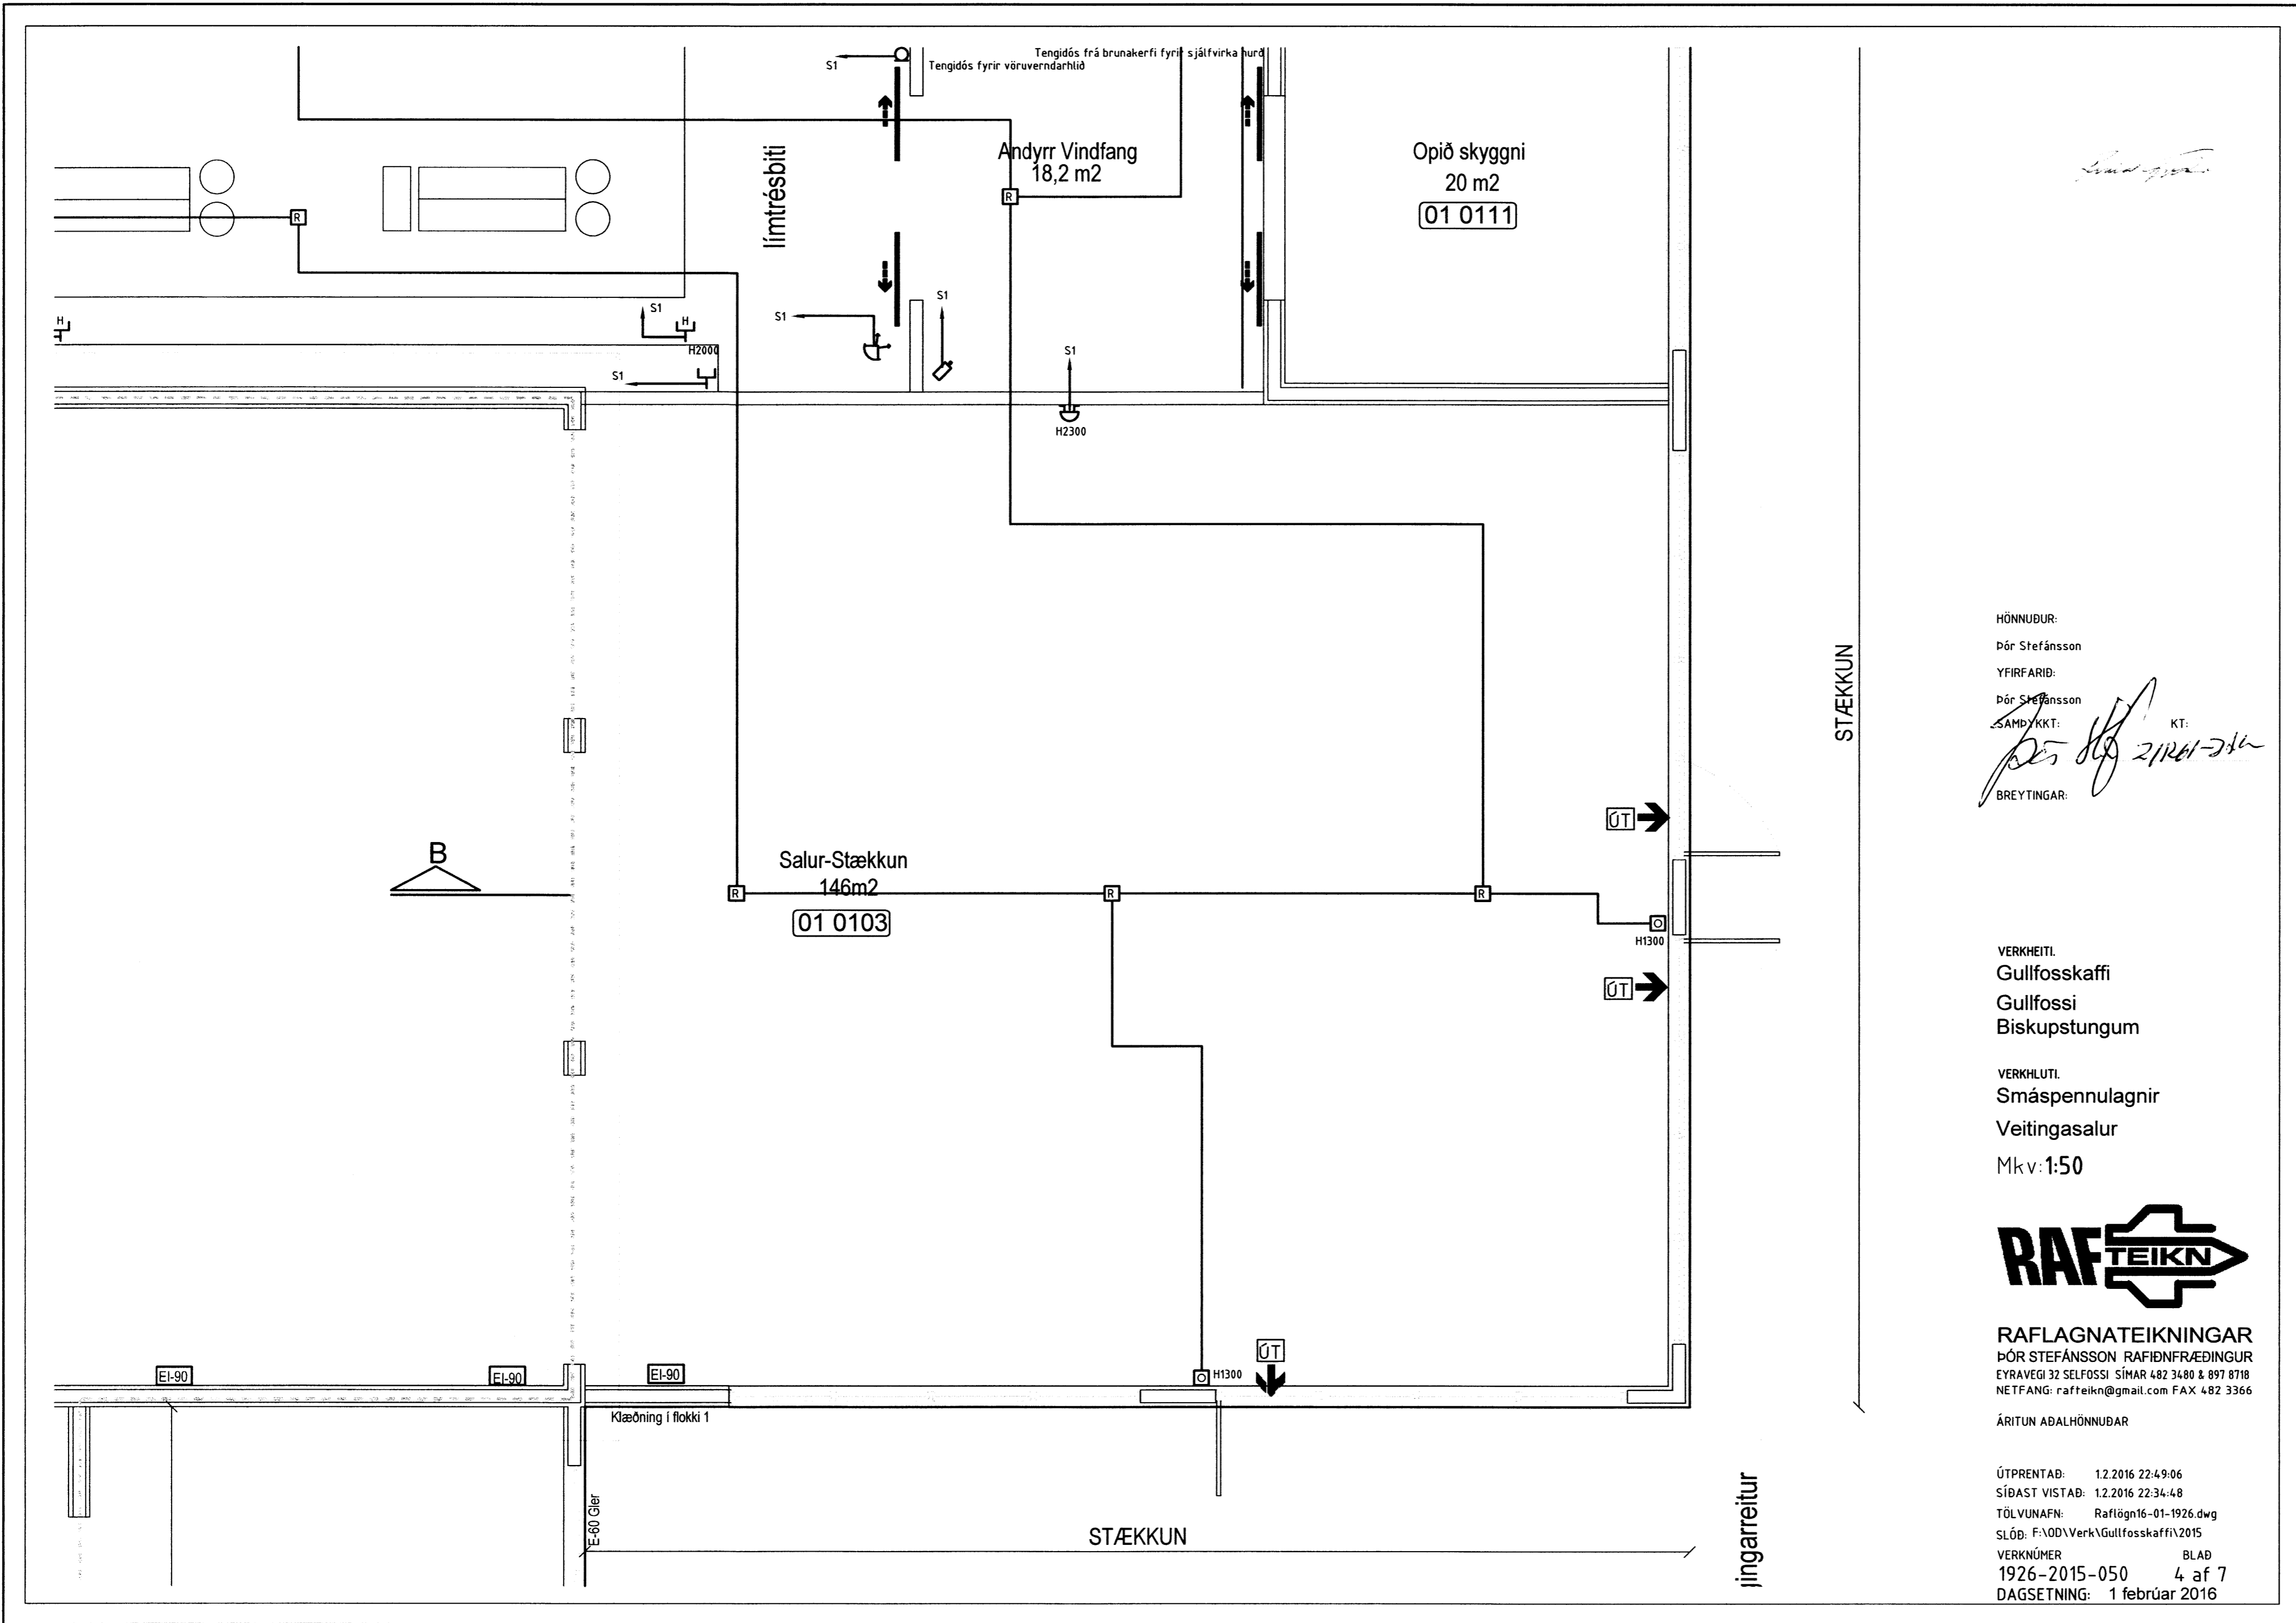 S1
Tengidós frá brunakerfi fyrir sjálfvirka hurð
Tengidós fyrir vöruverndarhlið
límtrésbiti
Andyrr Vindfang
18,2 m2
R
R
Opið skyggni
20 m2
01 0111
H
S1
H
H2000
S1
S1
S1
S1
H2300
B
Salur-Stækkun
146m2
01 0103
R
R
R
ÚT
H1300
ÚT
STÆKKUN
EI-90
EI-90
EI-90
H1300
ÚT
Klæðning í flokki 1
E-60 Gler
STÆKKUN
jingarreitur
HÖNNUÐUR:
Þór Stefánsson
YFIRFARIÐ:
Þór Stefánsson
SAMÞYKKT: KT:
BREYTINGAR:
VERKHEITI.
Gullfosskaffi
Gullfossi
Biskupstungum
VERKHLUTI.
Smáspennulagnir
Veitingasalur
Mkv:1:50
RAFTEIKN
RAFLAGNATEIKNINGAR
ÞÓR STEFÁNSSON RAFIÐNFRÆÐINGUR
EYRAVEGI 32 SELFOSSI SÍMAR 482 3480 & 897 8718
NETFANG: rafteikn@gmail.com FAX 482 3366
ÁRITUN AÐALHÖNNUÐAR
ÚTPRENTAÐ: 1.2.2016 22:49:06
SÍÐAST VISTAÐ: 1.2.2016 22:34:48
TÖLVUNAFN: Raflögn16-01-1926.dwg
SLÓÐ: F:\OD\Verk\Gullfosskaffi\2015
VERKNÚMER BLAÐ
1926-2015-050 4 af 7
DAGSETNING: 1 febrúar 2016